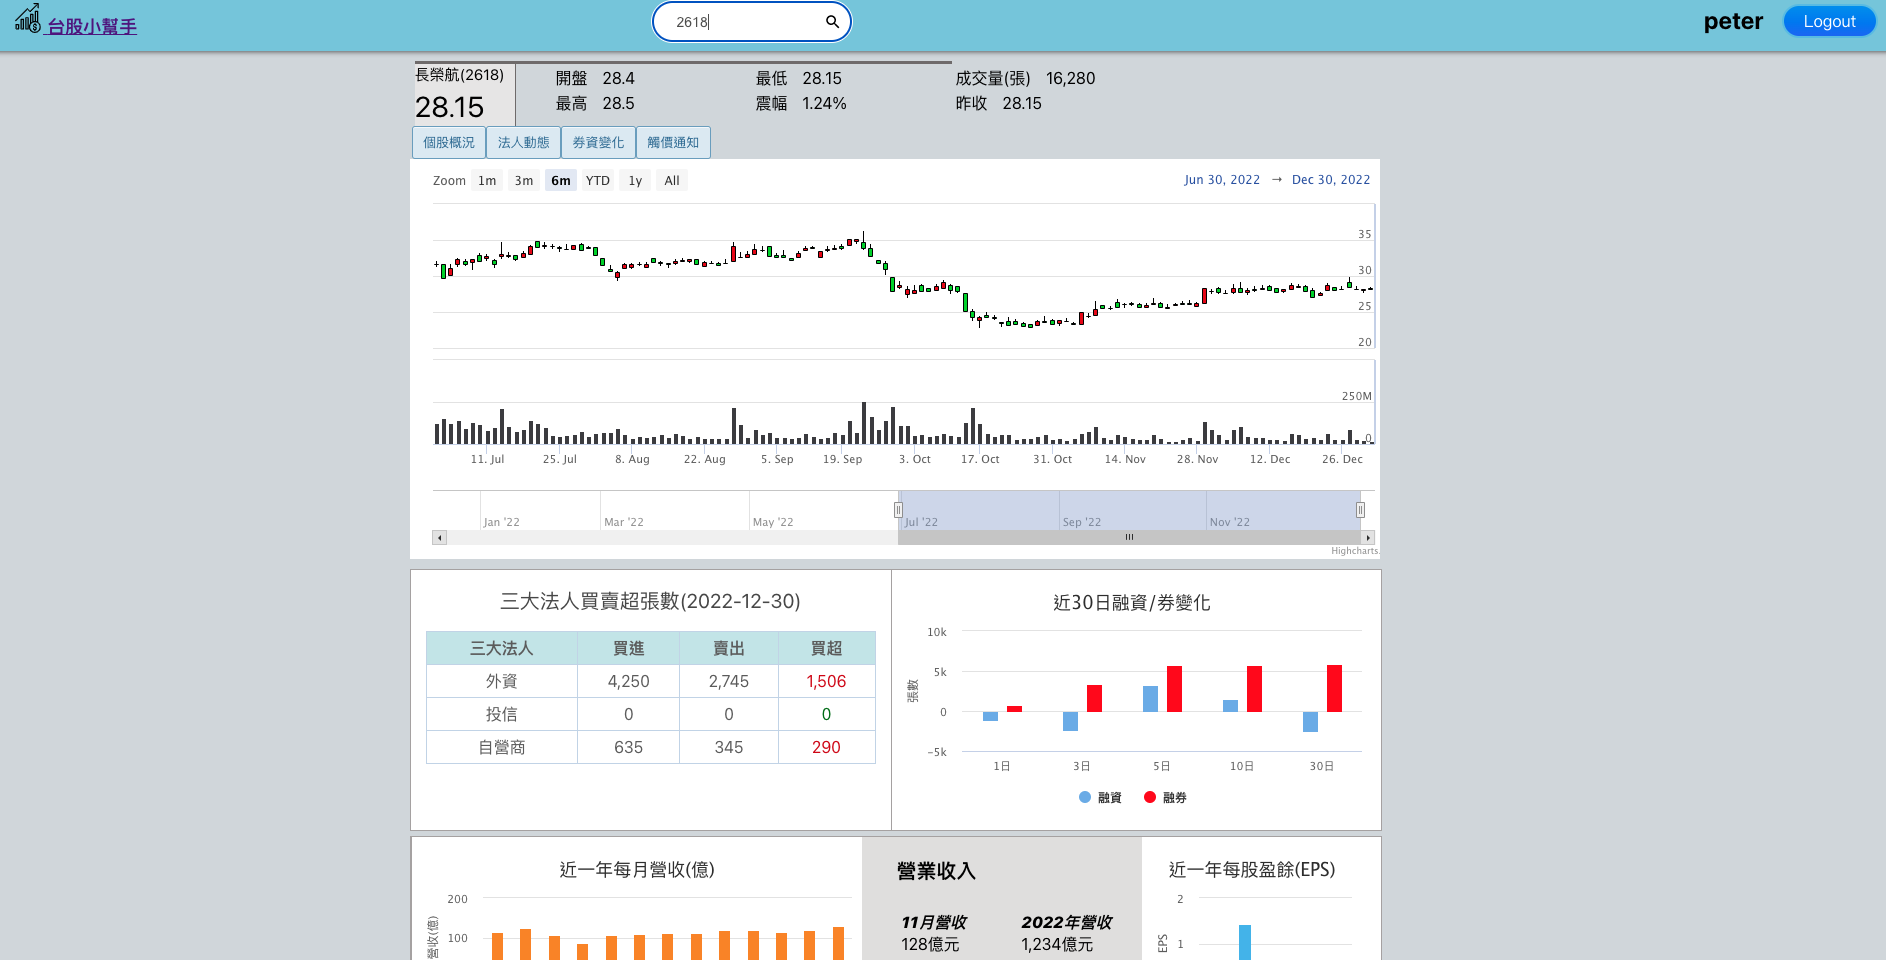 台股小幫手
2618
peter
Logout
長榮航(2618)
28.15
開盤 28.4
最高 28.5
最低 28.15
震幅 1.24%
成交量(張) 16,280
昨收 28.15
個股概況 法人動態 券資變化 觸價通知
Zoom 1m 3m 6m YTD 1y All
Jun 30, 2022 → Dec 30, 2022
35
30
25
20
250M
0
11. Jul 25. Jul 8. Aug 22. Aug 5. Sep 19. Sep 3. Oct 17. Oct 31. Oct 14. Nov 28. Nov 12. Dec 26. Dec
Jan '22 Mar '22 May '22 Jul '22 Sep '22 Nov '22
Highcharts.
三大法人買賣超張數(2022-12-30)
三大法人 買進 賣出 買超
外資 4,250 2,745 1,506
投信 0 0 0
自營商 635 345 290
近30日融資/券變化
張數
10k
5k
0
-5k
1日 3日 5日 10日 30日
融資 融券
近一年每月營收(億)
營收(億)
200
100
營業收入
11月營收 2022年營收
128億元 1,234億元
近一年每股盈餘(EPS)
EPS
2
1